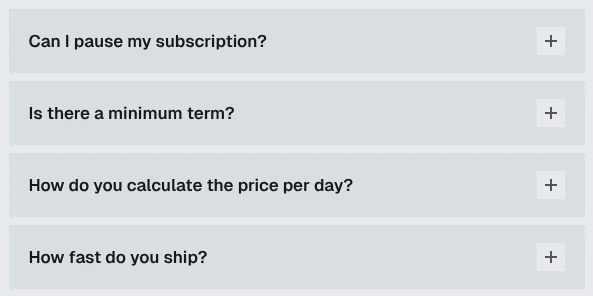 Can I pause my subscription?
Is there a minimum term?
How do you calculate the price per day?
How fast do you ship?